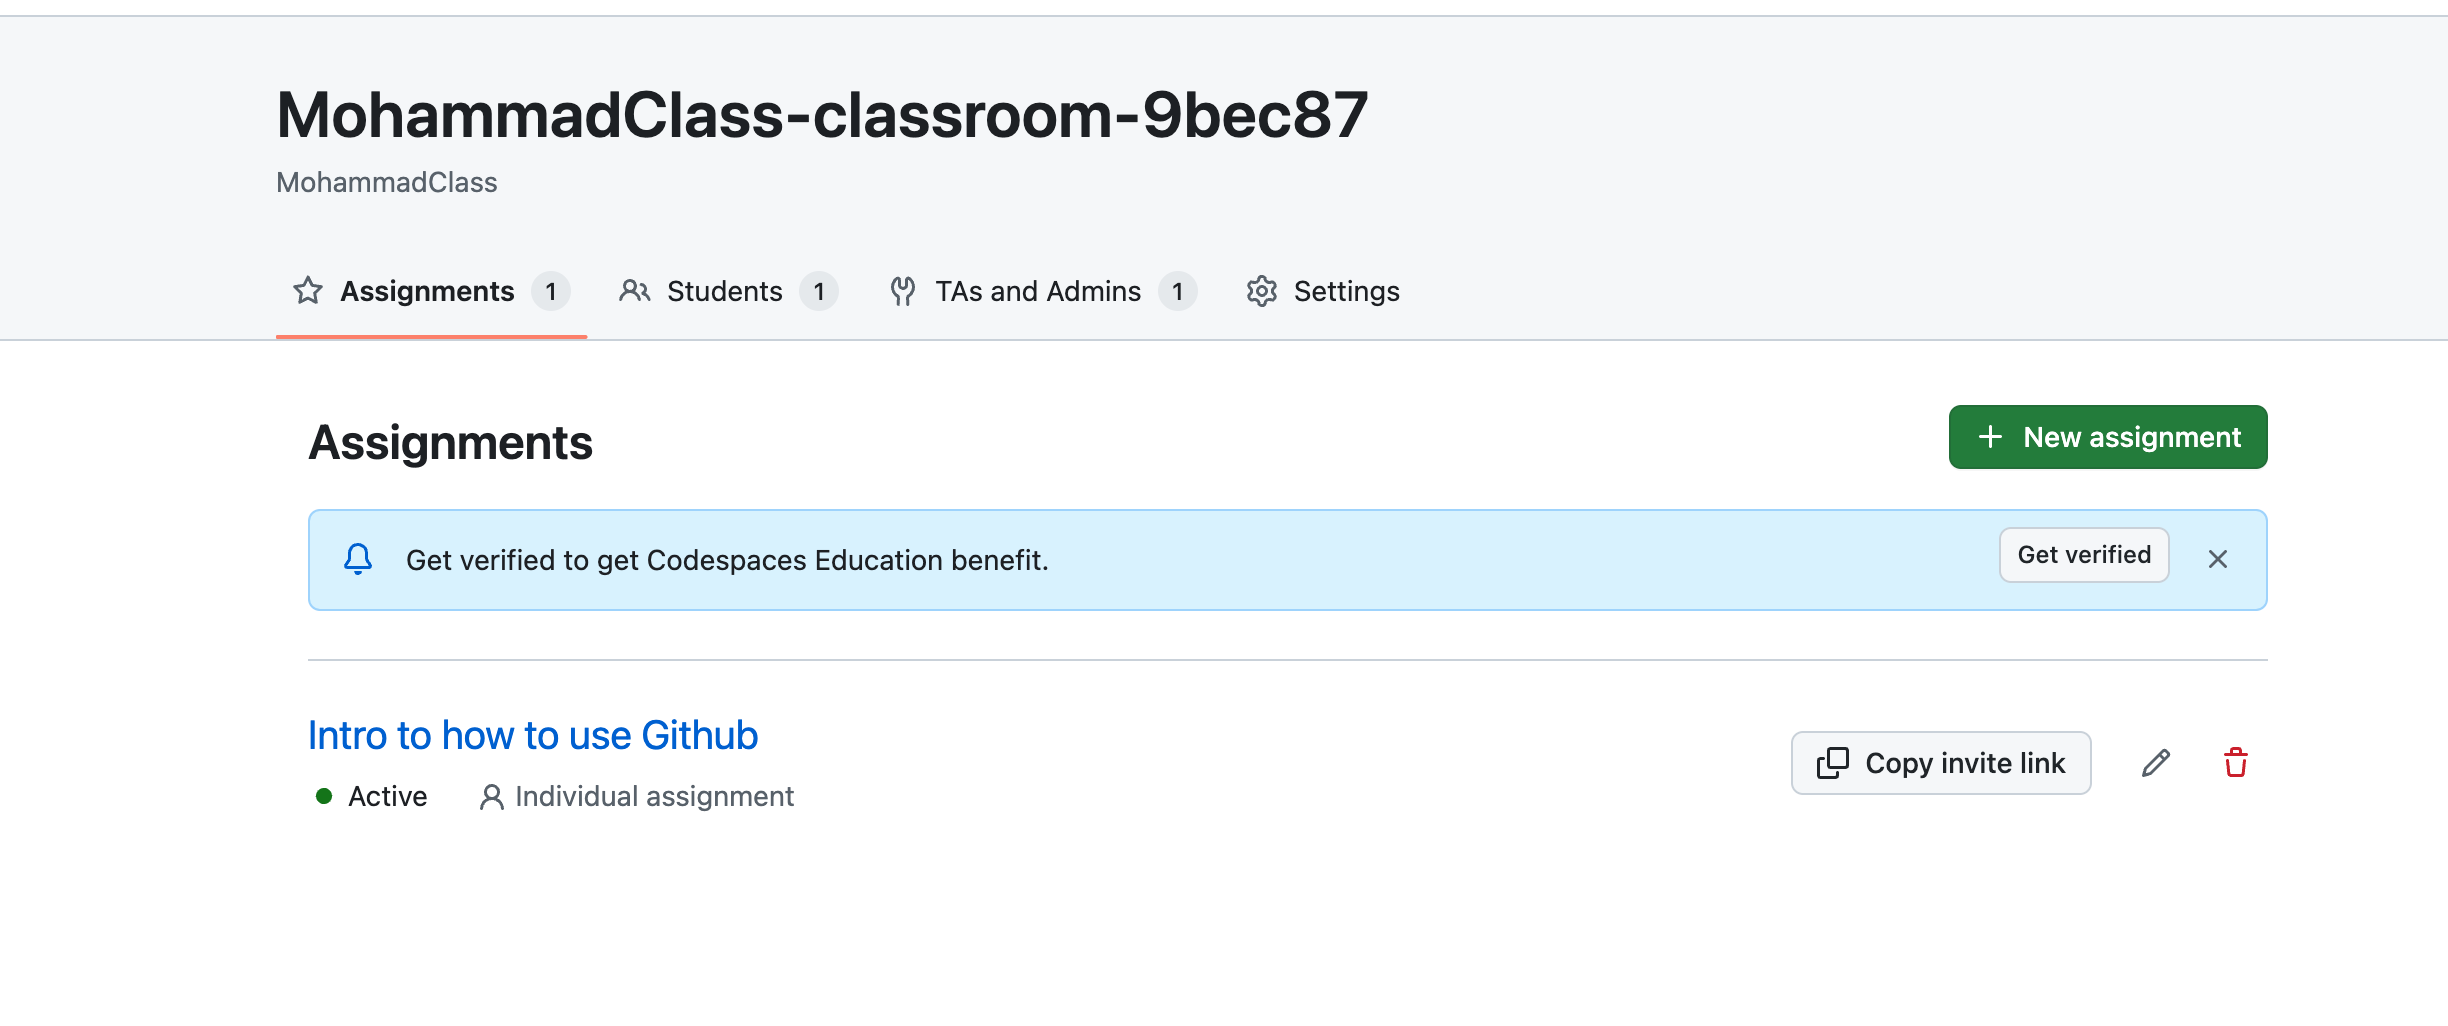 MohammadClass-classroom-9bec87
MohammadClass
Assignments 1 Students 1 TAs and Admins 1 Settings
Assignments
New assignment
Get verified to get Codespaces Education benefit.
Get verified
Intro to how to use Github
Copy invite link
Active Individual assignment